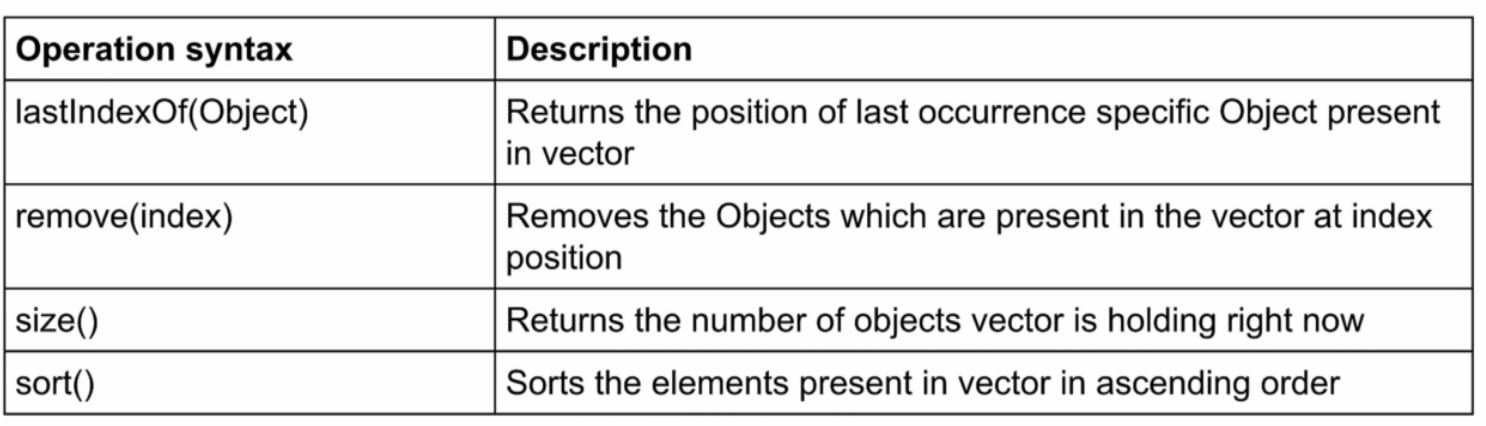 Operation syntax
Description
lastIndexOf(Object)
Returns the position of last occurrence specific Object present
in vector
remove(index)
Removes the Objects which are present in the vector at index
position
size()
Returns the number of objects vector is holding right now
sort()
Sorts the elements present in vector in ascending order